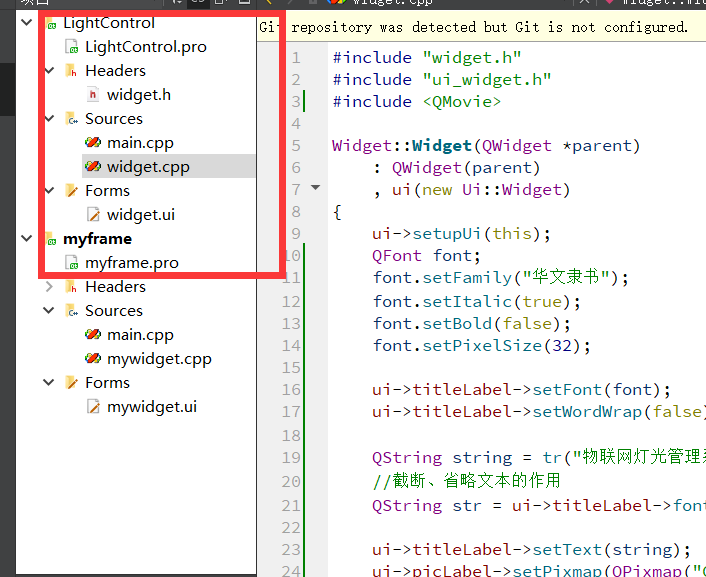 项目
widget.cpp
LightControl
LightControl.pro
Headers
widget.h
Sources
main.cpp
widget.cpp
Forms
widget.ui
myframe
myframe.pro
Headers
Sources
main.cpp
mywidget.cpp
Forms
mywidget.ui
Git repository was detected but Git is not configured.
1 #include "widget.h"
2 #include "ui_widget.h"
3 #include <QMovie>
4
5 Widget::Widget(QWidget *parent)
6 : QWidget(parent)
7 , ui(new Ui::Widget)
8 {
9 ui->setupUi(this);
10 QFont font;
11 font.setFamily("华文隶书");
12 font.setItalic(true);
13 font.setBold(false);
14 font.setPixelSize(32);
15
16 ui->titleLabel->setFont(font);
17 ui->titleLabel->setWordWrap(false)
18
19 QString string = tr("物联网灯光管理
20 //截断、省略文本的作用
21 QString str = ui->titleLabel->font
22
23 ui->titleLabel->setText(string);
24 ui->picLabel->setPixmap(QPixmap("